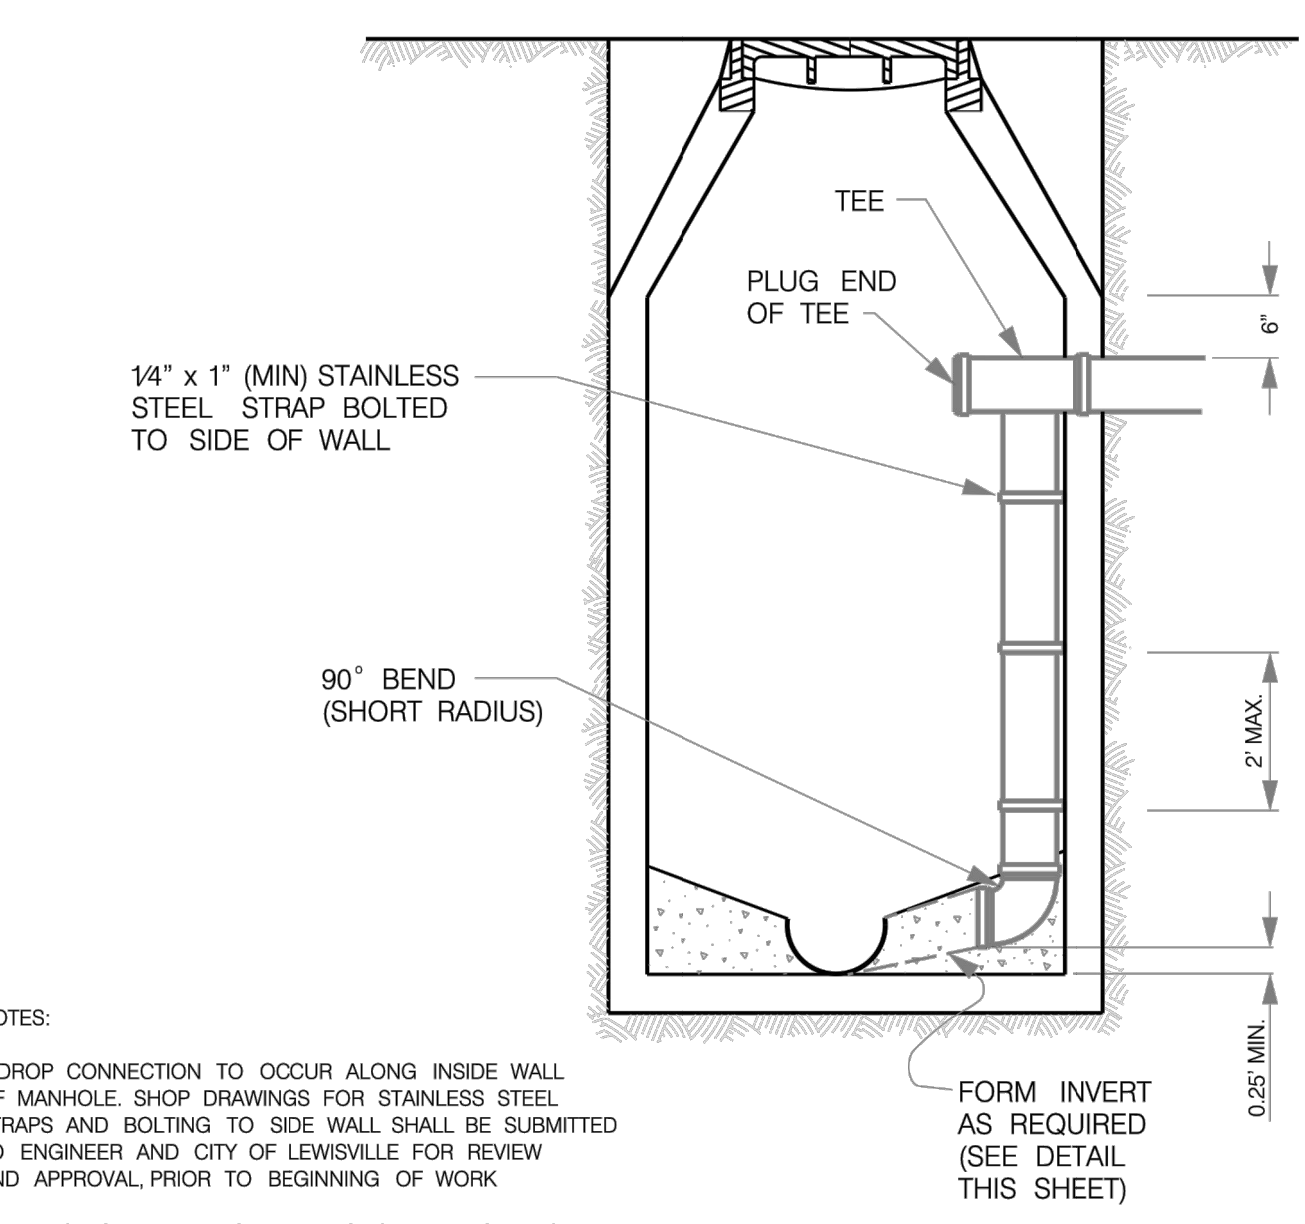 TEE
PLUG END
OF TEE
6"
1/4" x 1" (MIN) STAINLESS
STEEL STRAP BOLTED
TO SIDE OF WALL
90° BEND
(SHORT RADIUS)
2' MAX.
0.25' MIN.
FORM INVERT
AS REQUIRED
(SEE DETAIL
THIS SHEET)
OTES:
DROP CONNECTION TO OCCUR ALONG INSIDE WALL
F MANHOLE. SHOP DRAWINGS FOR STAINLESS STEEL
TRAPS AND BOLTING TO SIDE WALL SHALL BE SUBMITTED
O ENGINEER AND CITY OF LEWISVILLE FOR REVIEW
ND APPROVAL, PRIOR TO BEGINNING OF WORK